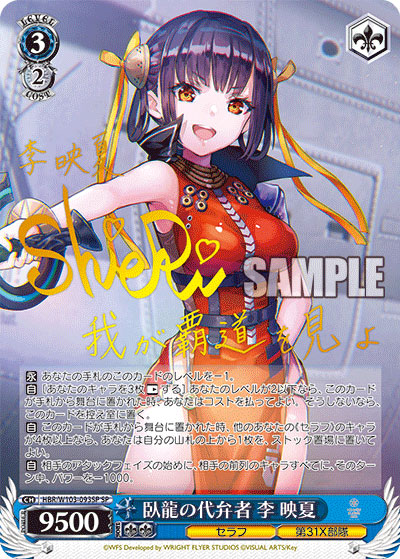 LEVEL
3
2
COST
李映夏
ShieRi
SAMPLE
我が覇道を見よ
永 あなたの手札のこのカードのレベルを－1。
自 [あなたのキャラを3枚レストする] あなたのレベルが2以下なら、このカードが手札から舞台に置かれた時、あなたはコストを払ってよい。そうしないなら、このカードを控え室に置く。
自 このカードが手札から舞台に置かれた時、他のあなたの《セラフ》のキャラが4枚以上なら、あなたは自分の山札の上から1枚を、ストック置場に置いてよい。
自 相手のアタックフェイズの始めに、相手の前列のキャラすべてに、そのターン中、パワーを－1000。
CH HBR/W103-093SP SP
9500
臥龍の代弁者 李 映夏
セラフ
第31X部隊
©WFS Developed by WRIGHT FLYER STUDIOS ©VISUAL ARTS/Key